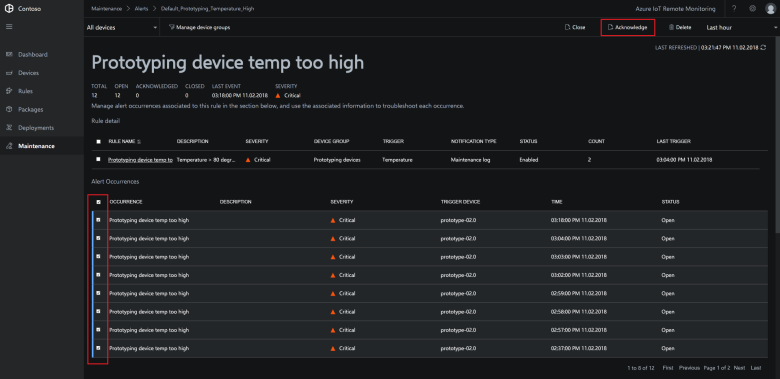 Contoso
Maintenance > Alerts > Default_Prototyping_Temperature_High
Azure IoT Remote Monitoring ?
All devices
Manage device groups
Close
Acknowledge
Delete
Last hour
LAST REFRESHED | 03:21:47 PM 11.02.2018
Dashboard
Devices
Rules
Packages
Deployments
Maintenance
Prototyping device temp too high
TOTAL OPEN ACKNOWLEDGED CLOSED LAST EVENT SEVERITY
12 12 0 0 03:18:00 PM 11.02.2018 Critical
Manage alert occurrences associated to this rule in the section below, and use the associated information to troubleshoot each occurrence.
Rule detail
RULE NAME DESCRIPTION SEVERITY DEVICE GROUP TRIGGER NOTIFICATION TYPE STATUS COUNT LAST TRIGGER
Prototyping device temp to Temperature > 80 degr... Critical Prototyping devices Temperature Maintenance log Enabled 2 03:04:00 PM 11.02.2018
Alert Occurrences
OCCURRENCE DESCRIPTION SEVERITY TRIGGER DEVICE TIME STATUS
Prototyping device temp too high Critical prototype-02.0 03:18:00 PM 11.02.2018 Open
Prototyping device temp too high Critical prototype-02.0 03:04:00 PM 11.02.2018 Open
Prototyping device temp too high Critical prototype-02.0 03:03:00 PM 11.02.2018 Open
Prototyping device temp too high Critical prototype-02.0 03:02:00 PM 11.02.2018 Open
Prototyping device temp too high Critical prototype-02.0 02:59:00 PM 11.02.2018 Open
Prototyping device temp too high Critical prototype-02.0 02:58:00 PM 11.02.2018 Open
Prototyping device temp too high Critical prototype-02.0 02:57:00 PM 11.02.2018 Open
Prototyping device temp too high Critical prototype-02.0 02:37:00 PM 11.02.2018 Open
1 to 8 of 12 First Previous Page 1 of 2 Next Last